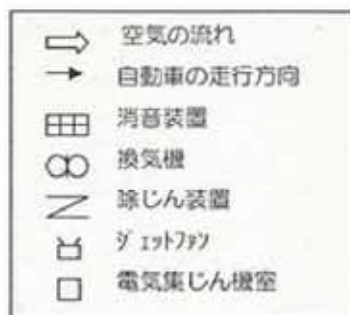 空気の流れ
自動車の走行方向
消音装置
換気機
除じん装置
ジェットファン
電気集じん機室